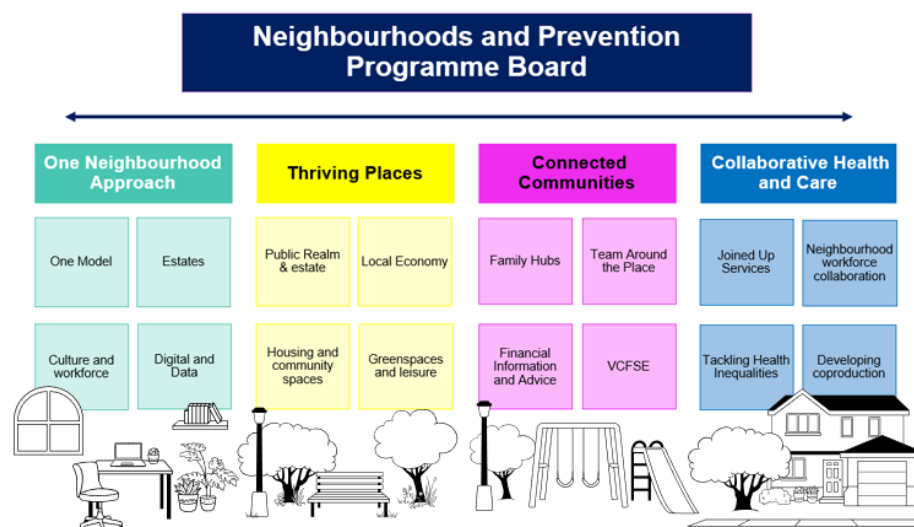 Neighbourhoods and Prevention
Programme Board
One Neighbourhood
Approach
Thriving Places
Connected
Communities
Collaborative Health
and Care
One Model
Estates
Public Realm
& estate
Local Economy
Family Hubs
Team Around
the Place
Joined Up
Services
Neighbourhood
workforce
collaboration
Culture and
workforce
Digital and
Data
Housing and
community
spaces
Greenspaces
and leisure
Financial
Information
and Advice
VCFSE
Tackling Health
Inequalities
Developing
coproduction